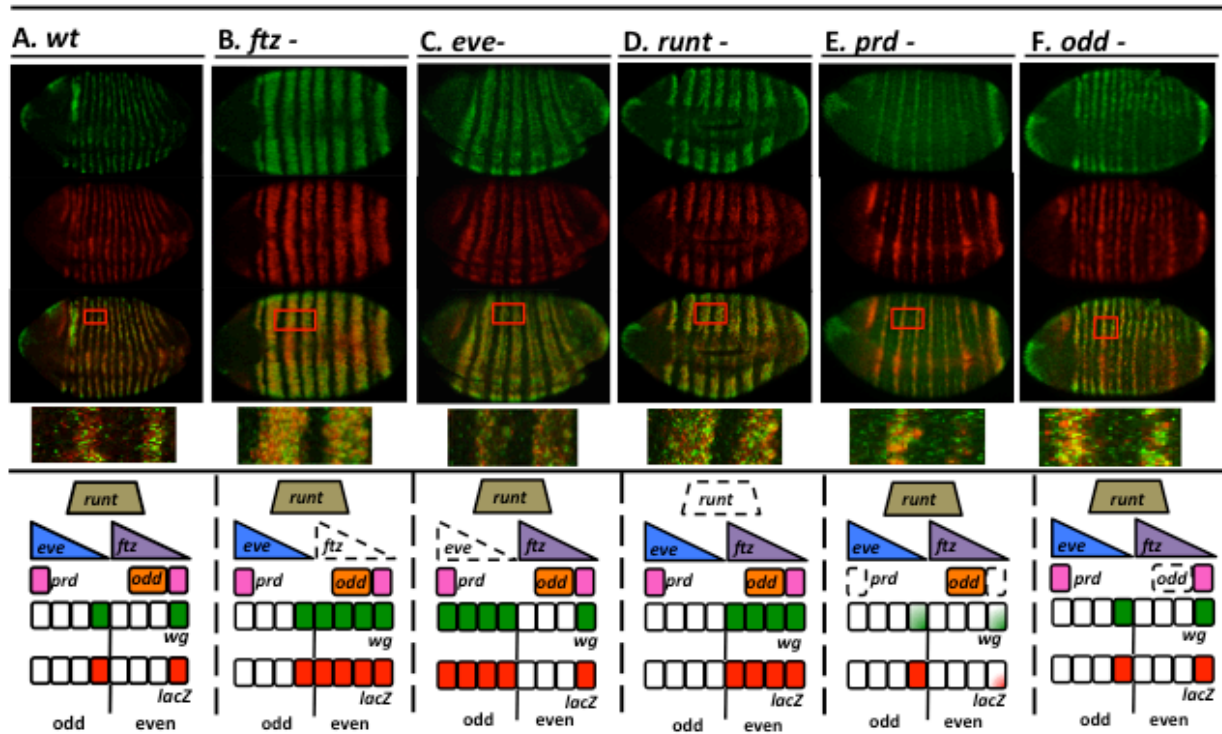 A. wt B. ftz - C. eve- D. runt - E. prd - F. odd -
runt runt runt runt runt runt
eve ftz eve ftz eve ftz eve ftz eve ftz eve ftz
prd odd prd odd prd odd prd odd prd odd prd odd
wg wg wg wg wg wg
lacZ lacZ lacZ lacZ lacZ lacZ
odd even odd even odd even odd even odd even odd even